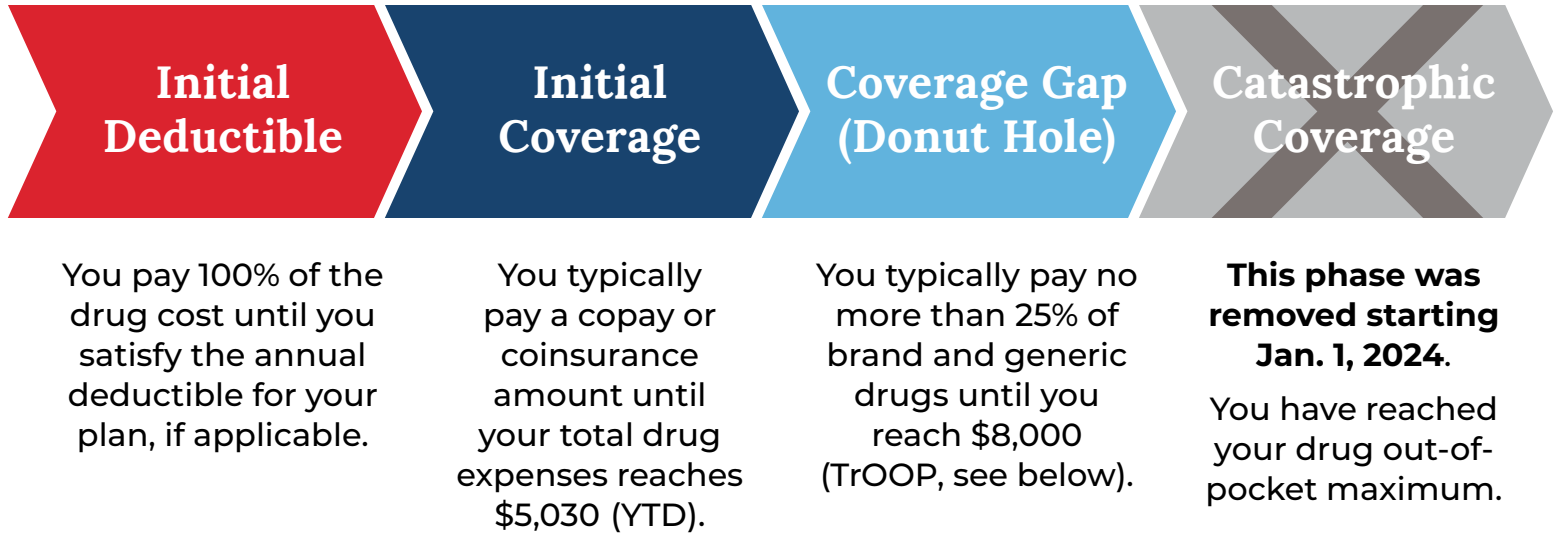 Initial
Deductible
Initial
Coverage
Coverage Gap
(Donut Hole)
Catastrophic
Coverage
You pay 100% of the
drug cost until you
satisfy the annual
deductible for your
plan, if applicable.
You typically
pay a copay or
coinsurance
amount until
your total drug
expenses reaches
$5,030 (YTD).
You typically pay no
more than 25% of
brand and generic
drugs until you
reach $8,000
(TrOOP, see below).
This phase was
removed starting
Jan. 1, 2024.
You have reached
your drug out-of-
pocket maximum.